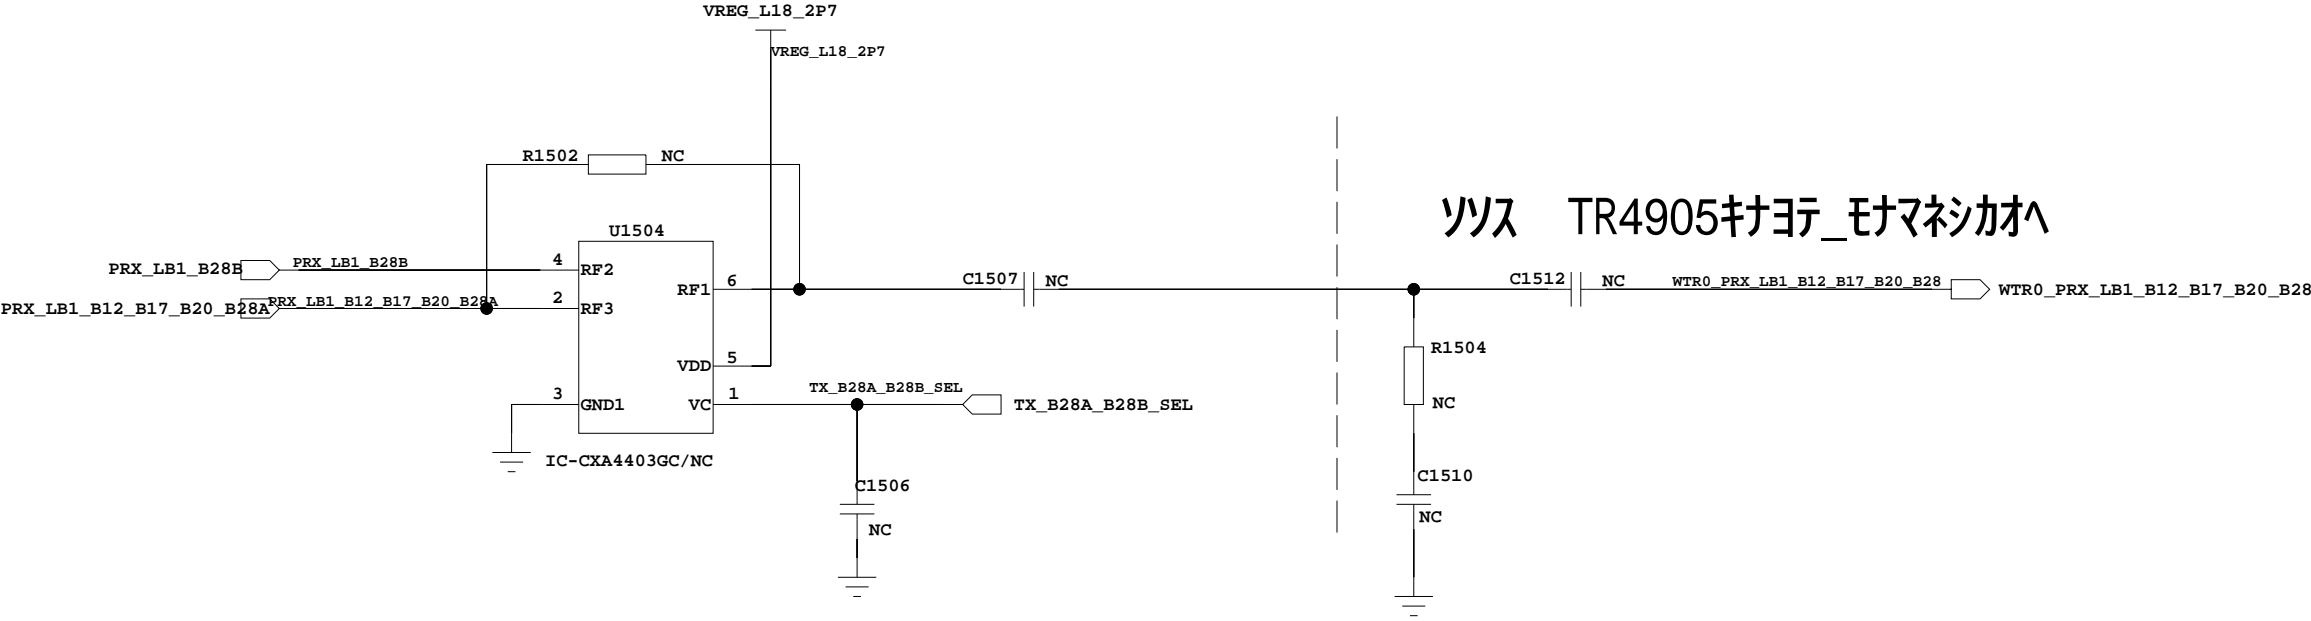 VREG_L18_2P7
VREG_L18_2P7
R1502 NC
ソソス TR4905キナヨテ_モナマネシカオヘ
U1504
PRX_LB1_B28B PRX_LB1_B28B 4 RF2
PRX_LB1_B12_B17_B20_B28A PRX_LB1_B12_B17_B20_B28A 2 RF3
RF1 6 C1507 NC C1512 NC WTR0_PRX_LB1_B12_B17_B20_B28 WTR0_PRX_LB1_B12_B17_B20_B28
R1504
NC
VDD 5
3 GND1
VC 1 TX_B28A_B28B_SEL TX_B28A_B28B_SEL
IC-CXA4403GC/NC
C1506
NC
C1510
NC